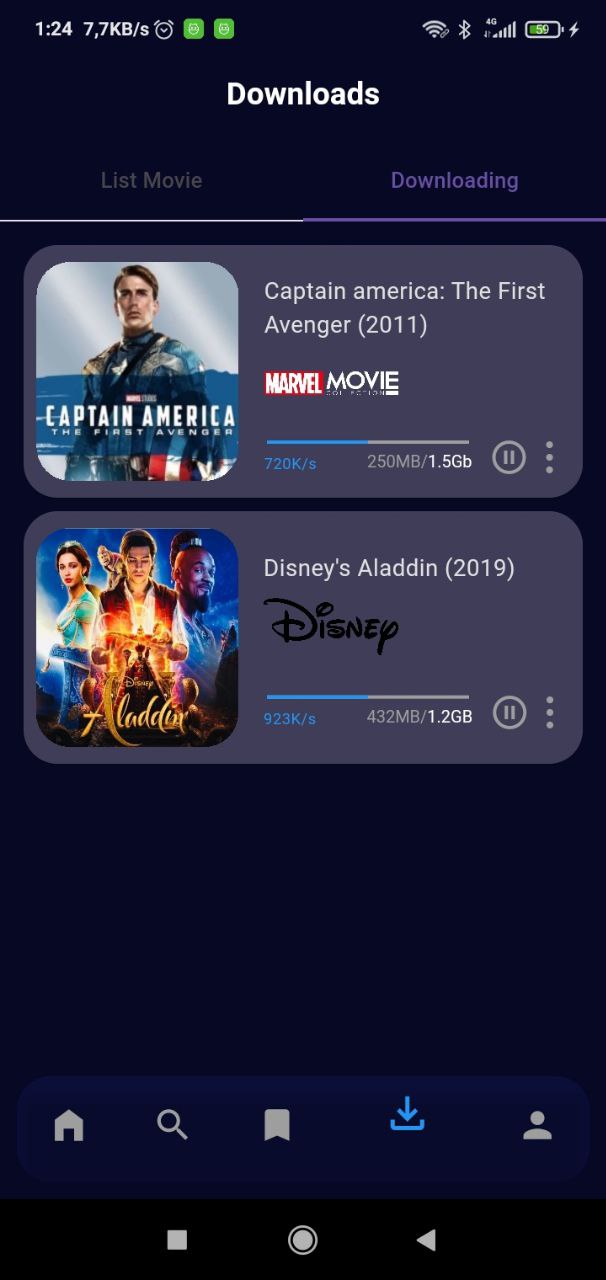 1:24 7,7KB/s
4G
59
Downloads
List Movie
Downloading
MARVEL STUDIOS
CAPTAIN AMERICA
THE FIRST AVENGER
Captain america: The First
Avenger (2011)
MARVEL MOVIE
COLLECTION
720K/s
250MB/1.5Gb
Disney
Aladdin
Disney's Aladdin (2019)
Disney
923K/s
432MB/1.2GB